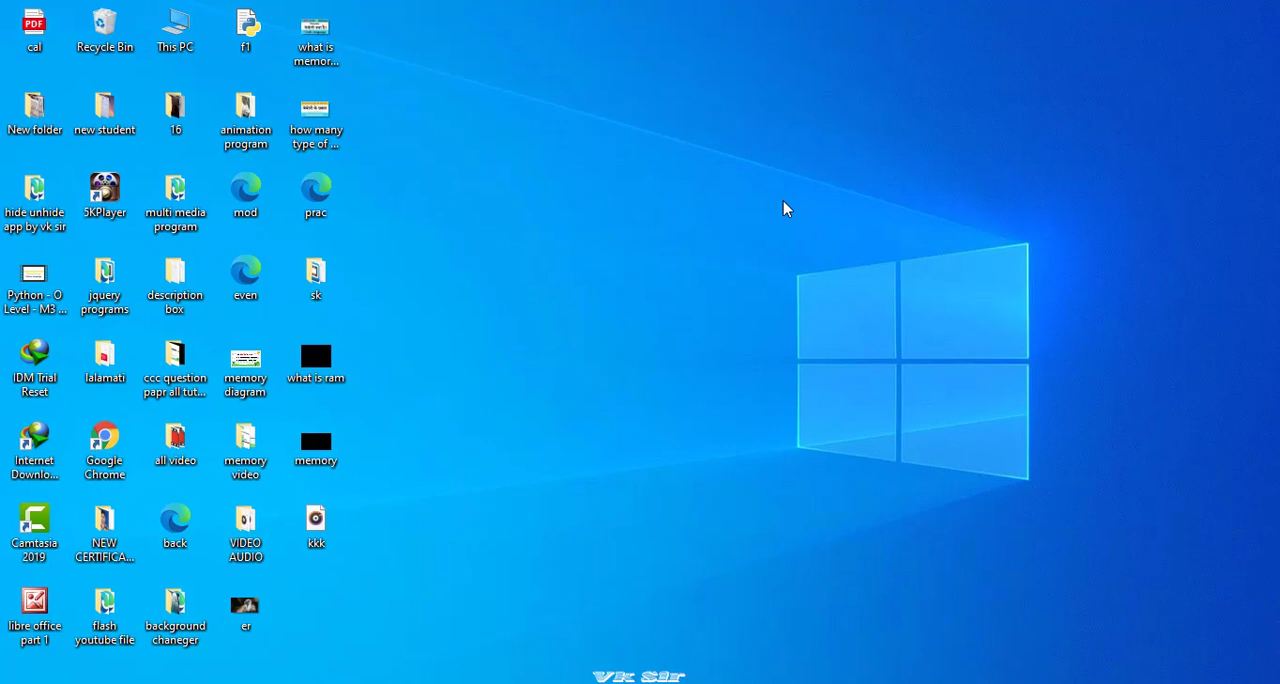 cal
Recycle Bin
This PC
f1
what is
memor...
New folder
new student
16
animation
program
how many
type of ...
hide unhide
app by vk sir
5KPlayer
multi media
program
mod
prac
Python - O
Level - M3 ...
jquery
programs
description
box
even
sk
IDM Trial
Reset
lalamati
ccc question
papr all tut...
memory
diagram
what is ram
Internet
Downlo...
Google
Chrome
all video
memory
video
memory
Camtasia
2019
NEW
CERTIFICA...
back
VIDEO
AUDIO
kkk
libre office
part 1
flash
youtube file
background
chaneger
er
Vk Sir
PDF